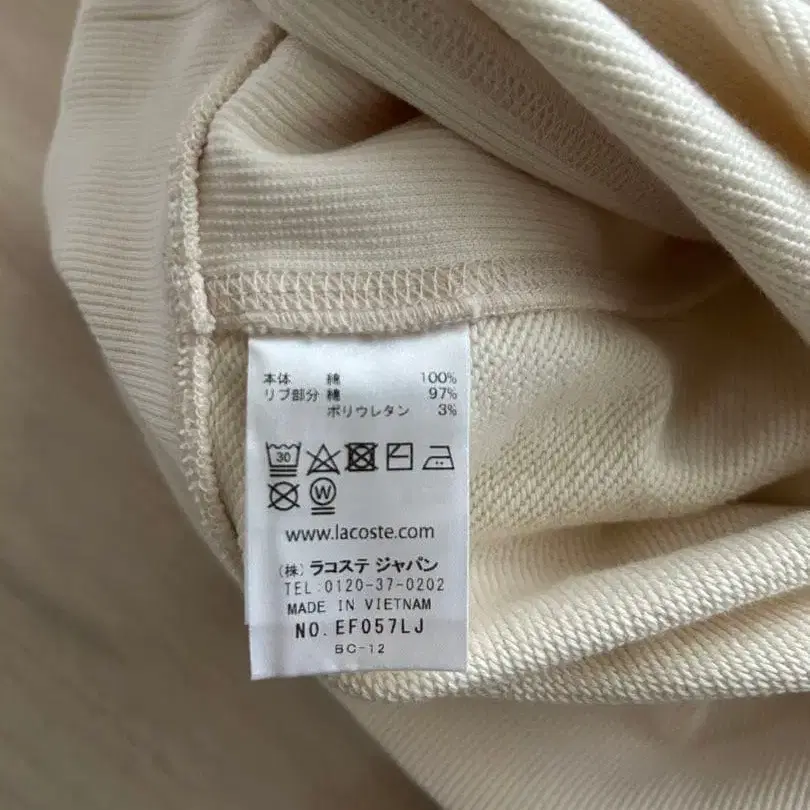 本体 綿 100%
リブ部分 綿 97%
ポリウレタン 3%
30
W
www.lacoste.com
(株) ラコステ ジャパン
TEL:0120-37-0202
MADE IN VIETNAM
NO. EF057LJ
BC-12